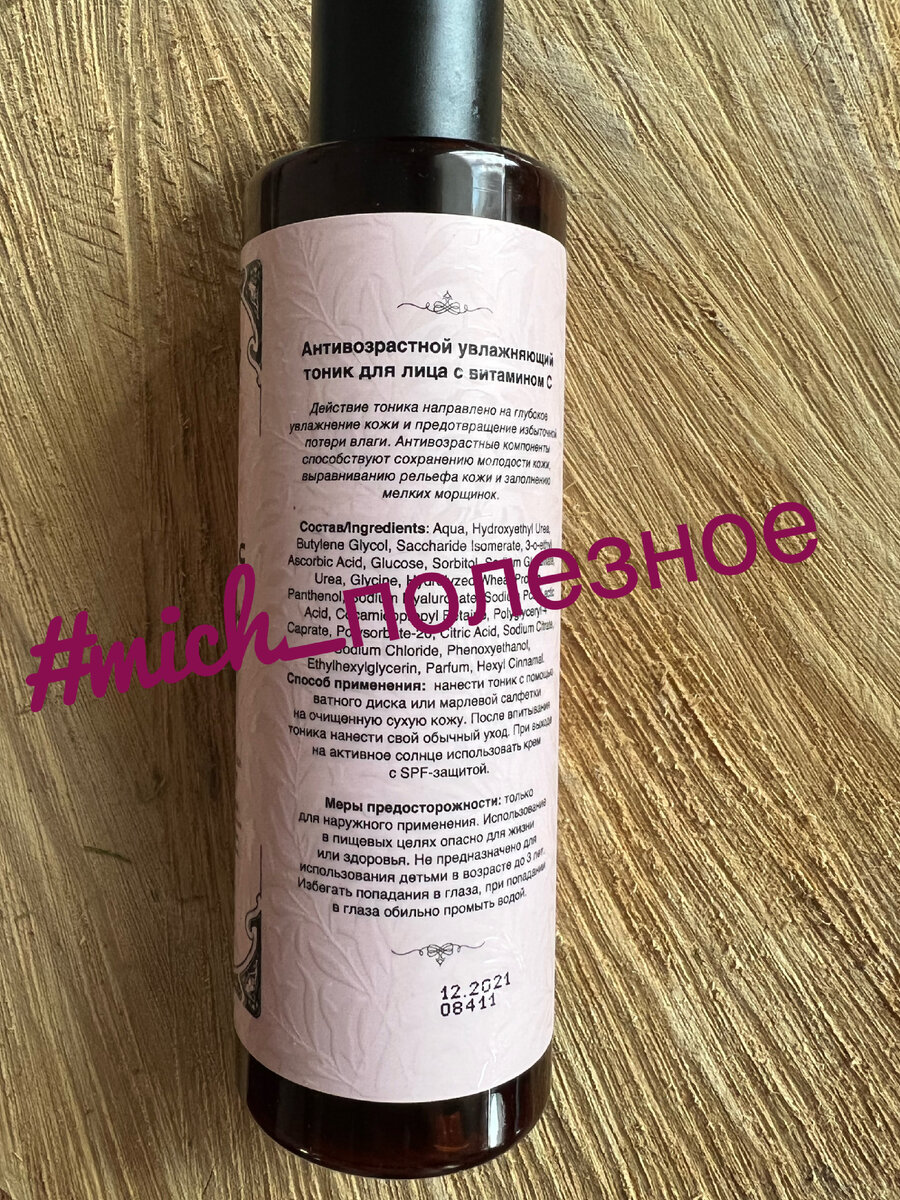 Антивозрастной увлажняющий
тоник для лица с витамином С
Действие тоника направлено на глубокое
увлажнение кожи и предотвращение избыточной
потери влаги. Антивозрастные компоненты
способствуют сохранению молодости кожи,
выравниванию рельефа кожи и заполнению
мелких морщинок.
Состав/Ingredients: Aqua, Hydroxyethyl Urea,
Butylene Glycol, Saccharide Isomerate, 3-o-ethyl
Ascorbic Acid, Glucose, Sorbitol,
Urea, Glycine,
Panthenol, Sodium Hyaluronate,
Acid, Cocamidopropyl Betaine, Polyglyceryl-4
Caprate, Polysorbate-20, Citric Acid, Sodium Citrate,
Sodium Chloride, Phenoxyethanol,
Ethylhexylglycerin, Parfum, Hexyl Cinnamal.
#mich_полезное
Способ применения: нанести тоник с помощью
ватного диска или марлевой салфетки
на очищенную сухую кожу. После впитывания
тоника нанести свой обычный уход. При выходе
на активное солнце использовать крем
с SPF-защитой.
Меры предосторожности: только
для наружного применения. Использование
в пищевых целях опасно для жизни
или здоровья. Не предназначено для
использования детьми в возрасте до 3 лет.
Избегать попадания в глаза, при попадании
в глаза обильно промыть водой.
12.2021
08411